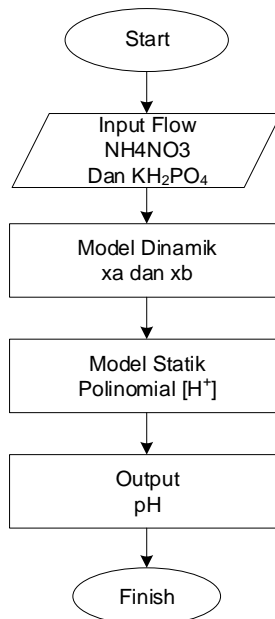 Start
Input Flow
NH4NO3
Dan KH₂PO₄
Model Dinamik
xa dan xb
Model Statik
Polinomial [H⁺]
Output
pH
Finish